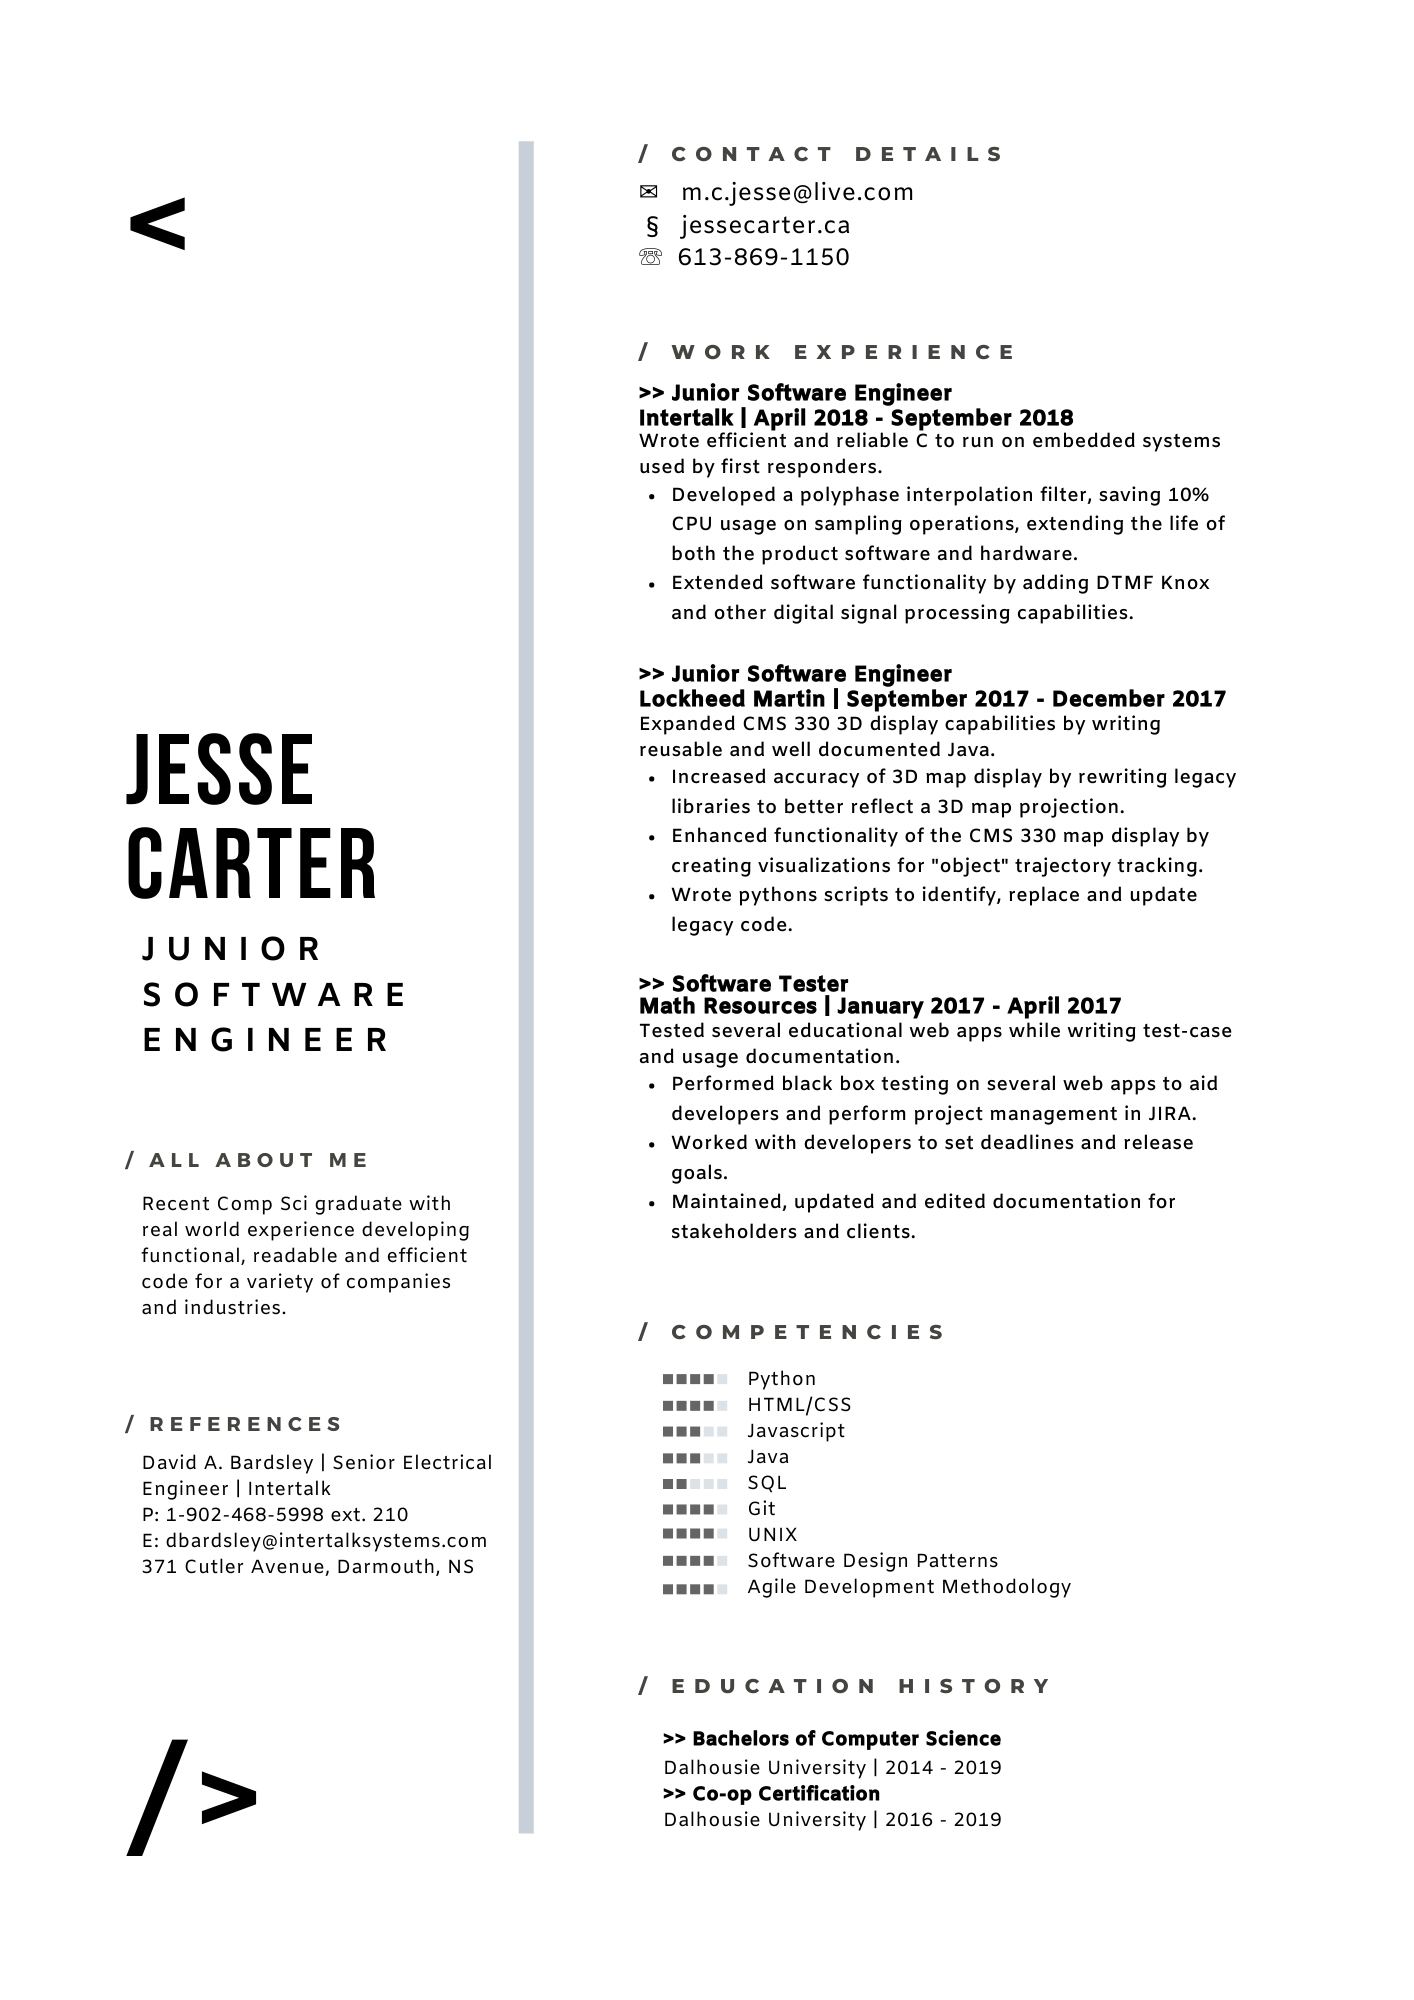 <
JESSE
CARTER
JUNIOR
SOFTWARE
ENGINEER
/ ALL ABOUT ME
Recent Comp Sci graduate with
real world experience developing
functional, readable and efficient
code for a variety of companies
and industries.
/ REFERENCES
David A. Bardsley | Senior Electrical
Engineer | Intertalk
P: 1-902-468-5998 ext. 210
E: dbardsley@intertalksystems.com
371 Cutler Avenue, Darmouth, NS
/>
/ CONTACT DETAILS
✉ m.c.jesse@live.com
§ jessecarter.ca
☏ 613-869-1150
/ WORK EXPERIENCE
>> Junior Software Engineer
Intertalk | April 2018 - September 2018
Wrote efficient and reliable C to run on embedded systems
used by first responders.
• Developed a polyphase interpolation filter, saving 10%
CPU usage on sampling operations, extending the life of
both the product software and hardware.
• Extended software functionality by adding DTMF Knox
and other digital signal processing capabilities.
>> Junior Software Engineer
Lockheed Martin | September 2017 - December 2017
Expanded CMS 330 3D display capabilities by writing
reusable and well documented Java.
• Increased accuracy of 3D map display by rewriting legacy
libraries to better reflect a 3D map projection.
• Enhanced functionality of the CMS 330 map display by
creating visualizations for "object" trajectory tracking.
• Wrote pythons scripts to identify, replace and update
legacy code.
>> Software Tester
Math Resources | January 2017 - April 2017
Tested several educational web apps while writing test-case
and usage documentation.
• Performed black box testing on several web apps to aid
developers and perform project management in JIRA.
• Worked with developers to set deadlines and release
goals.
• Maintained, updated and edited documentation for
stakeholders and clients.
/ COMPETENCIES
Python
HTML/CSS
Javascript
Java
SQL
Git
UNIX
Software Design Patterns
Agile Development Methodology
/ EDUCATION HISTORY
>> Bachelors of Computer Science
Dalhousie University | 2014 - 2019
>> Co-op Certification
Dalhousie University | 2016 - 2019